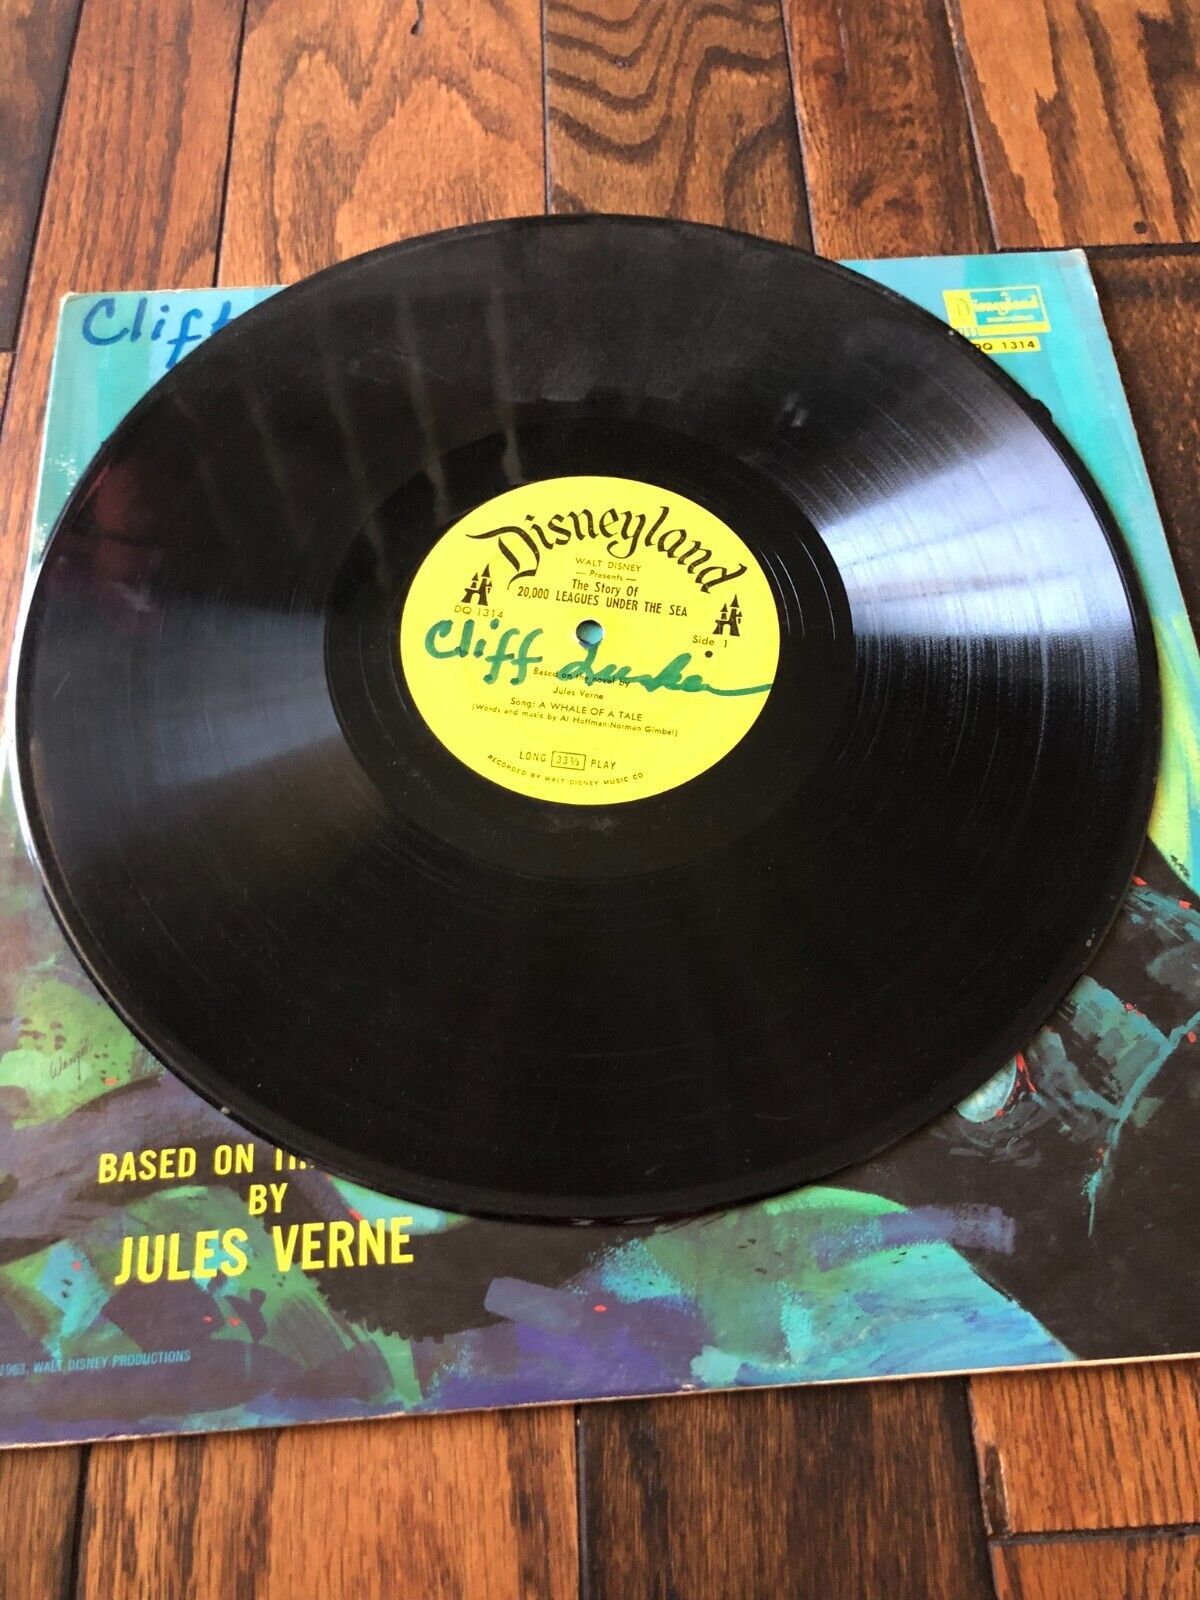 Clift
Disneyland
DQ 1314
Disneyland
WALT DISNEY
— Presents —
The Story Of
20,000 LEAGUES UNDER THE SEA
DQ 1314
Side 1
Cliff
Based on the novel by
Jules Verne
Song: A WHALE OF A TALE
(Words and music by Al Hoffman-Norman Gimbel)
LONG 33⅓ PLAY
RECORDED BY WALT DISNEY MUSIC CO
BASED ON
BY
JULES VERNE
1963, WALT DISNEY PRODUCTIONS